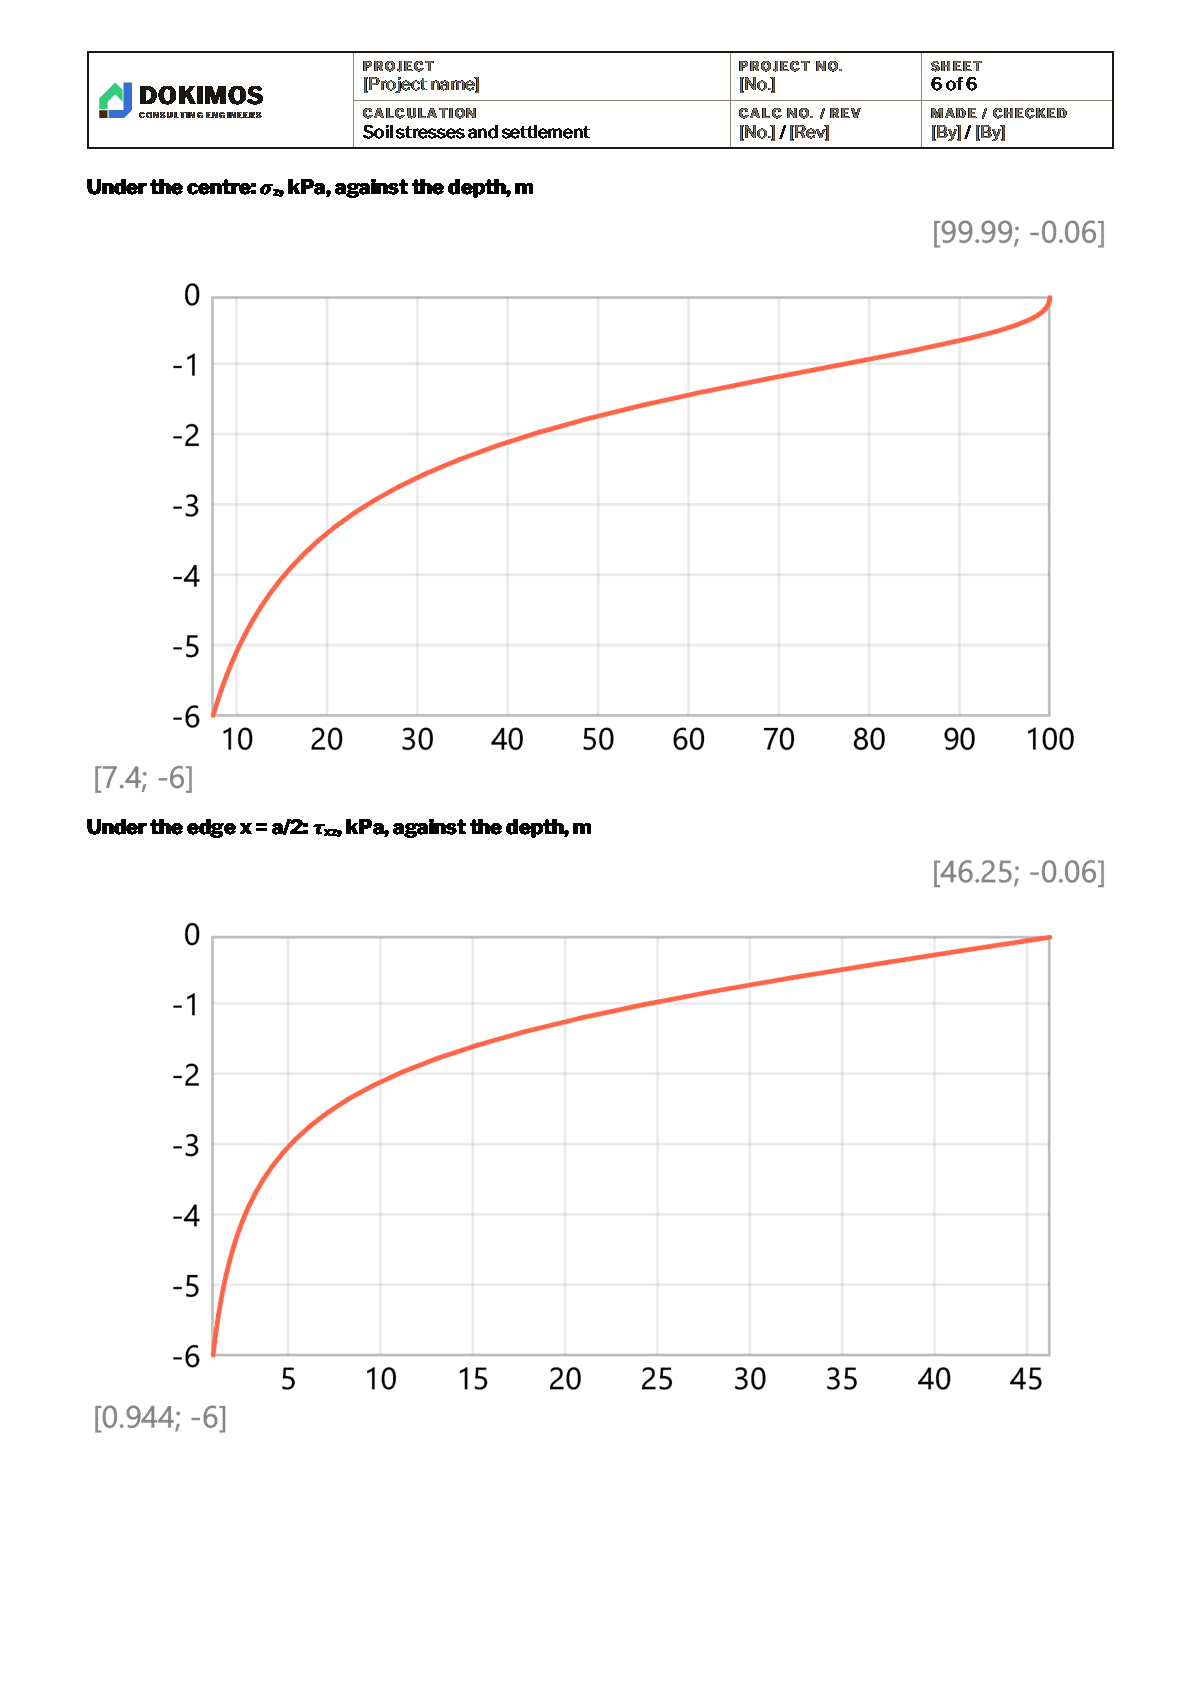 DOKIMOS
CONSULTING ENGINEERS
PROJECT
[Project name]
PROJECT NO.
[No.]
SHEET
6 of 6
CALCULATION
Soil stresses and settlement
CALC NO. / REV
[No.] / [Rev]
MADE / CHECKED
[By] / [By]
Under the centre: σz, kPa, against the depth, m
[99.99; -0.06]
0
-1
-2
-3
-4
-5
-6
10 20 30 40 50 60 70 80 90 100
[7.4; -6]
Under the edge x = a/2: τxz, kPa, against the depth, m
[46.25; -0.06]
0
-1
-2
-3
-4
-5
-6
5 10 15 20 25 30 35 40 45
[0.944; -6]